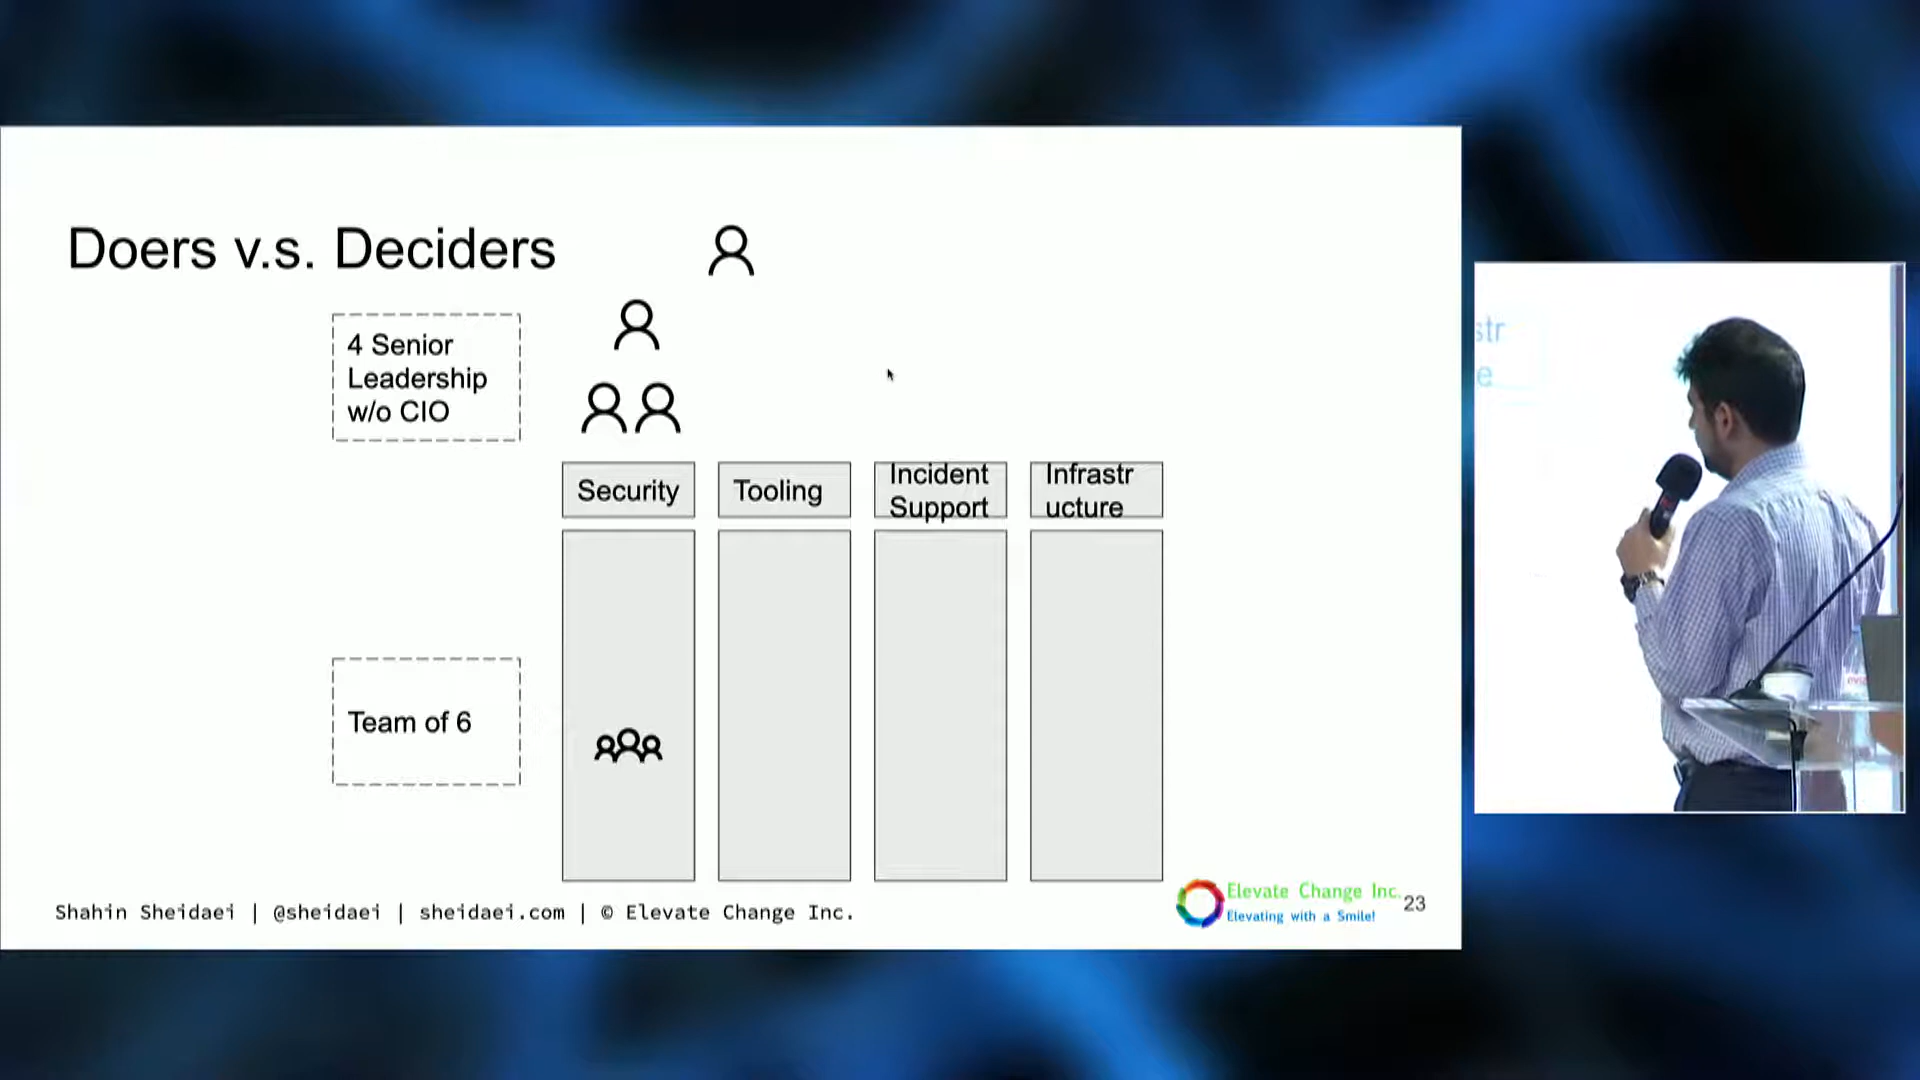 Doers v.s. Deciders
4 Senior
Leadership
w/o CIO
Security
Tooling
Incident
Support
Infrastr
ucture
Team of 6
Shahin Sheidaei | @sheidaei | sheidaei.com | © Elevate Change Inc.
Elevate Change Inc.
Elevating with a Smile!
23
str
e